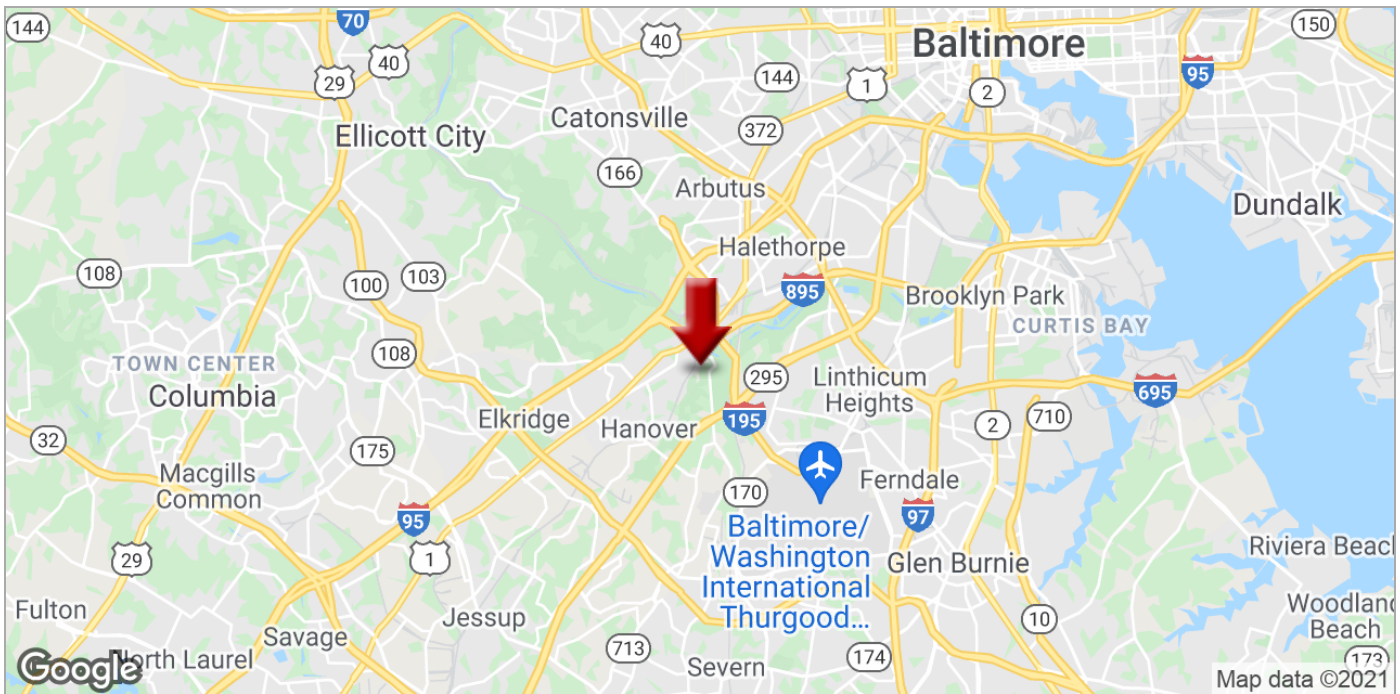 144
70
40
150
Baltimore
29
40
144
1
2
95
Catonsville
372
Ellicott City
166
Arbutus
Dundalk
Halethorpe
108
103
100
895
Brooklyn Park
CURTIS BAY
108
TOWN CENTER
Columbia
295
Linthicum
Heights
695
Elkridge
Hanover
195
2
710
32
175
Macgills
Common
170
Ferndale
95
97
29
1
Baltimore/
Washington
International
Thurgood...
Glen Burnie
Riviera Beach
Fulton
Jessup
10
Woodland
Beach
Savage
713
174
173
North Laurel
Severn
Google
Map data ©2021